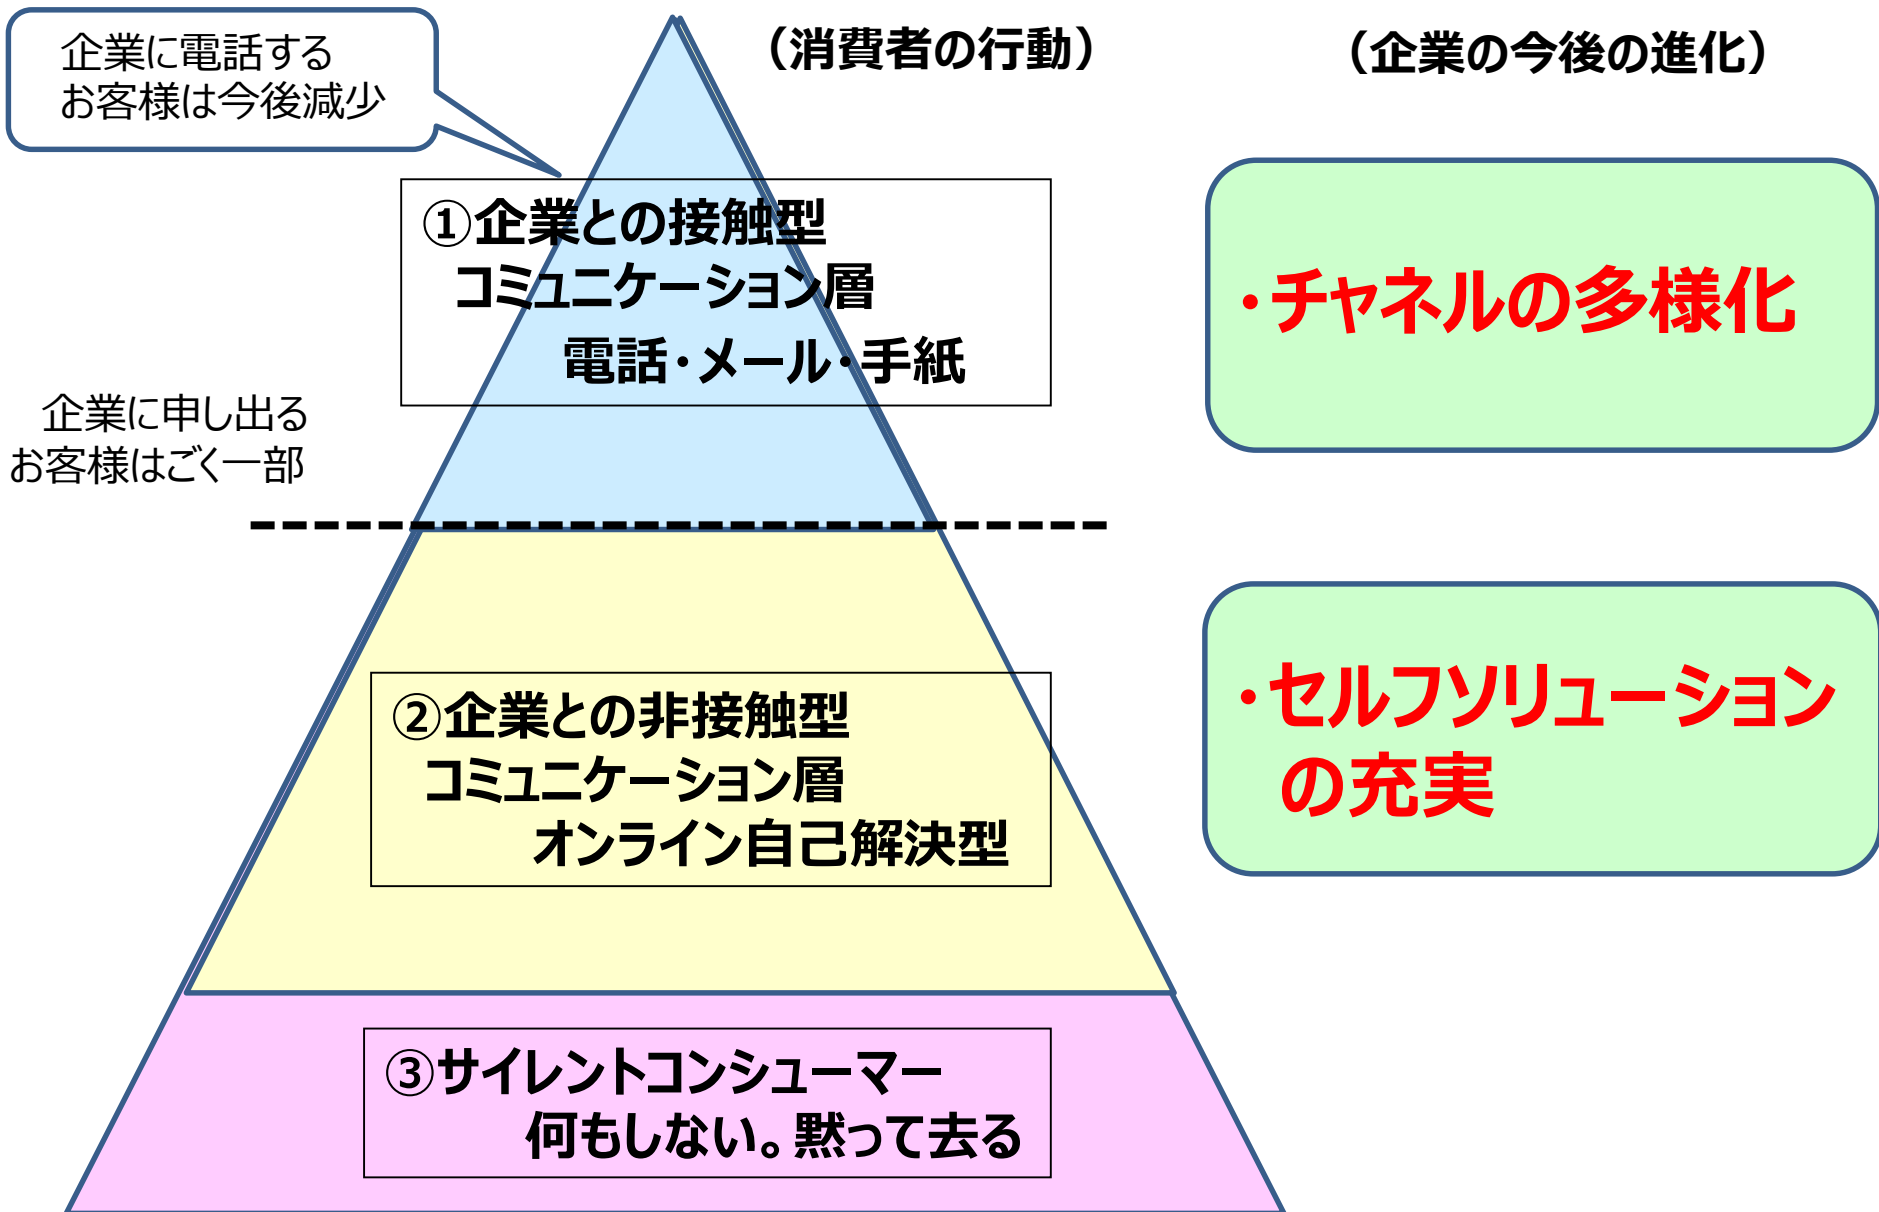 企業に電話する
お客様は今後減少
（消費者の行動）
（企業の今後の進化）
①企業との接触型
コミュニケーション層
電話・メール・手紙
・チャネルの多様化
企業に申し出る
お客様はごく一部
②企業との非接触型
コミュニケーション層
オンライン自己解決型
・セルフソリューション
の充実
③サイレントコンシューマー
何もしない。黙って去る